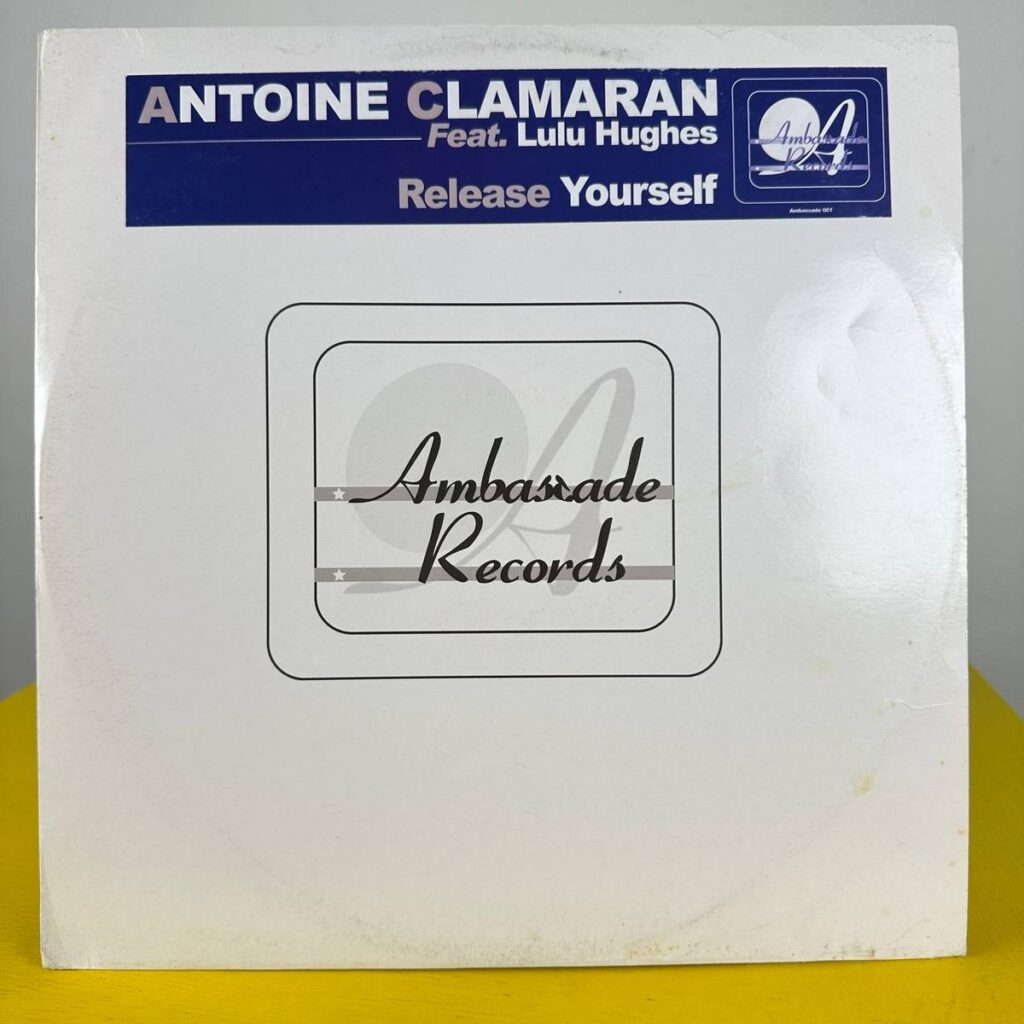 ANTOINE CLAMARAN
Feat. Lulu Hughes
Release Yourself
Ambassade
Records
Ambassade 001
Ambassade
Records